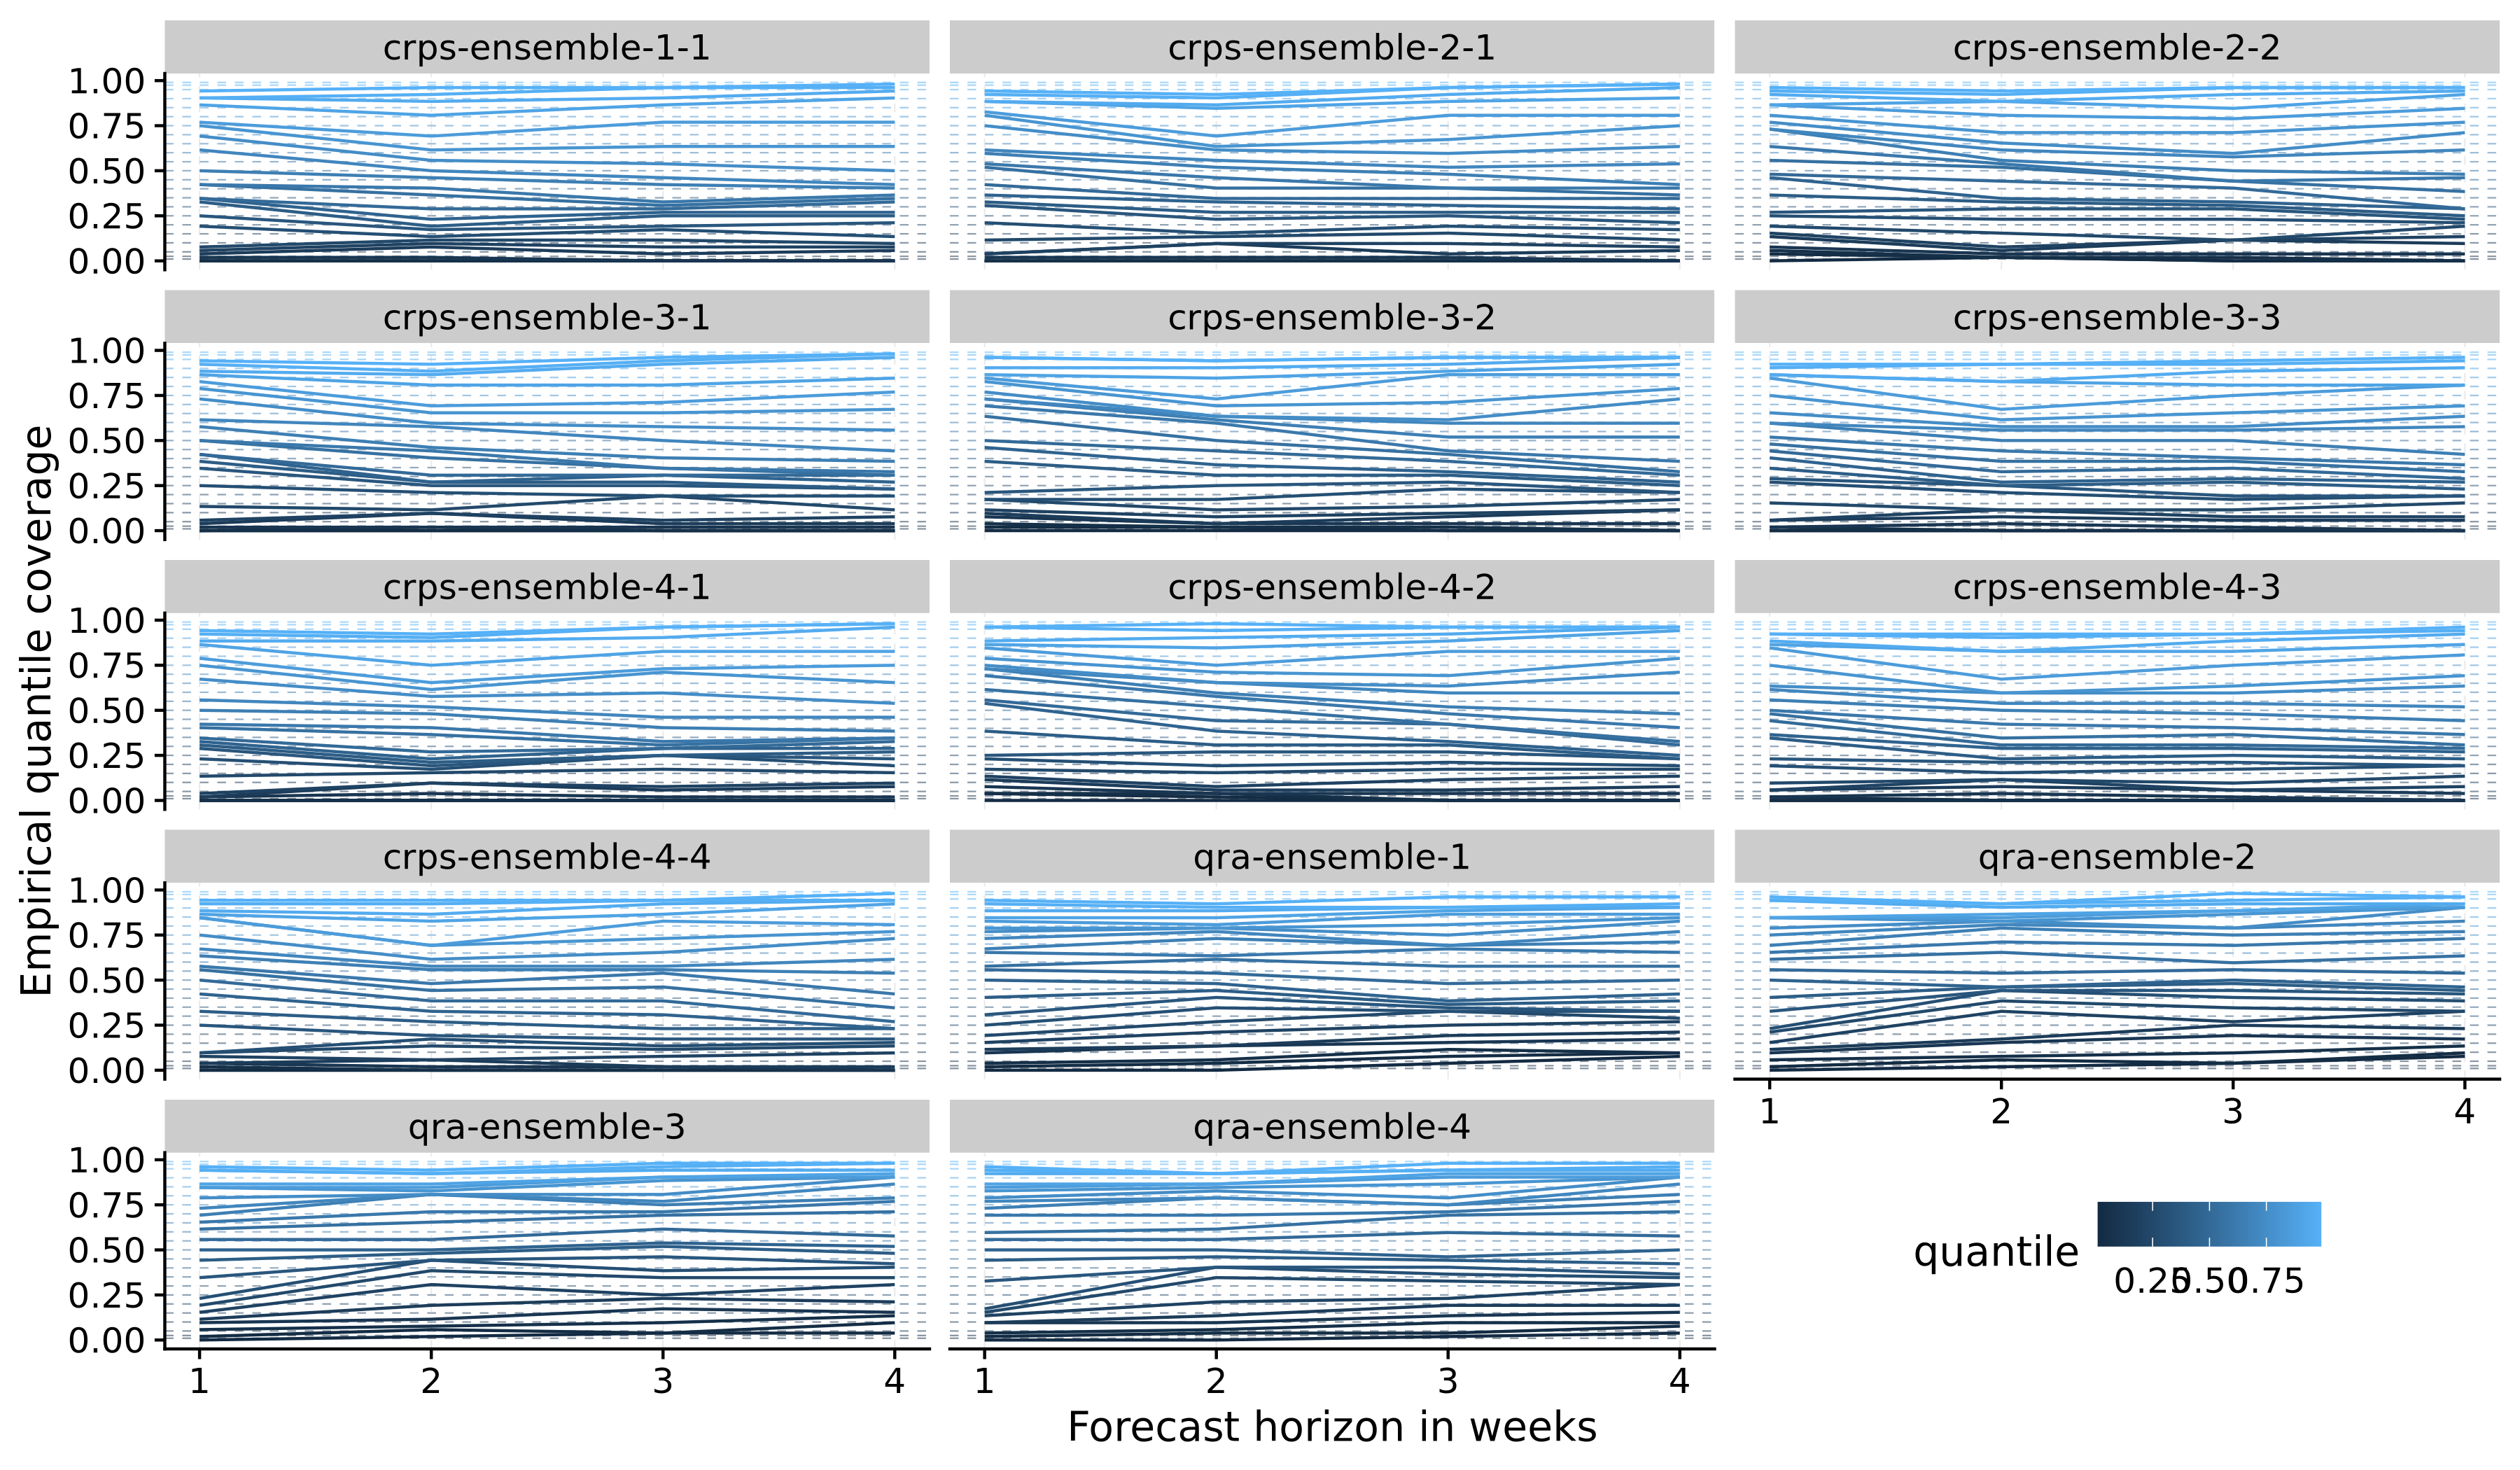 crps-ensemble-1-1
crps-ensemble-2-1
crps-ensemble-2-2
1.00
0.75
0.50
0.25
0.00
crps-ensemble-3-1
crps-ensemble-3-2
crps-ensemble-3-3
1.00
0.75
0.50
0.25
0.00
crps-ensemble-4-1
crps-ensemble-4-2
crps-ensemble-4-3
1.00
0.75
0.50
0.25
0.00
crps-ensemble-4-4
qra-ensemble-1
qra-ensemble-2
1.00
0.75
0.50
0.25
0.00
1 2 3 4
qra-ensemble-3
qra-ensemble-4
1.00
0.75
0.50
0.25
0.00
1 2 3 4
1 2 3 4
Empirical quantile coverage
Forecast horizon in weeks
quantile
0.25 0.50 0.75